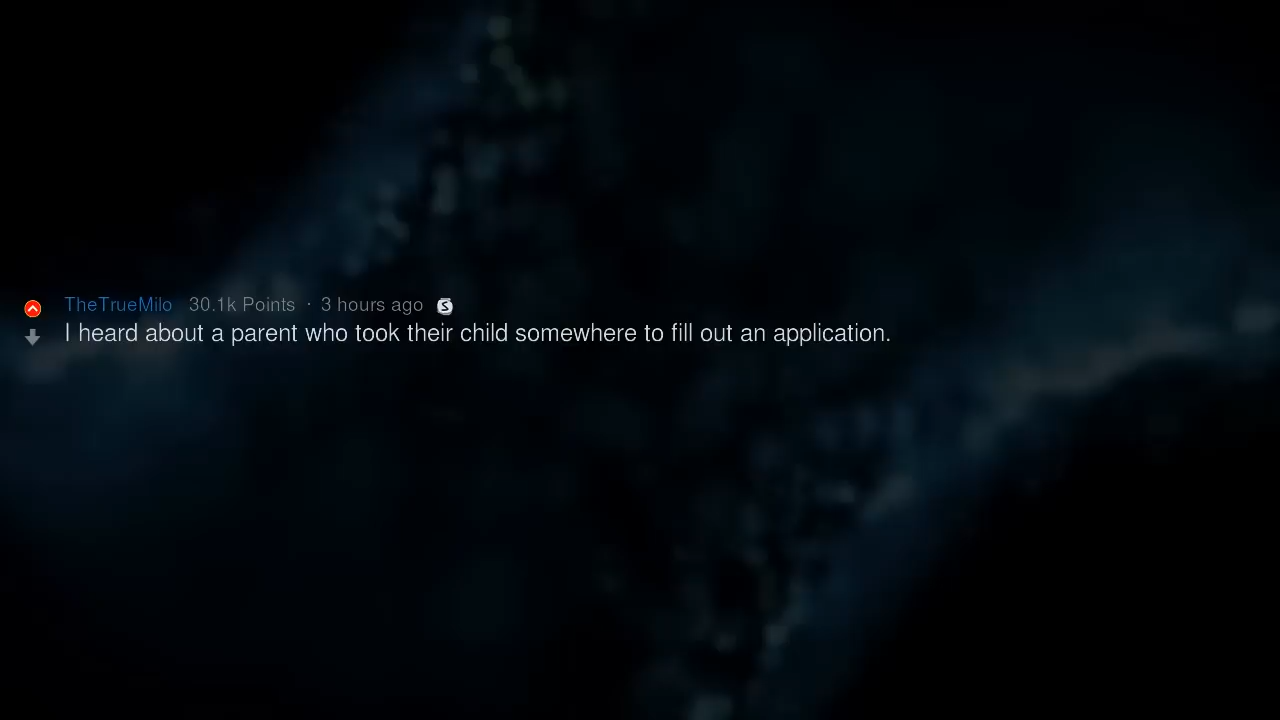 TheTrueMilo 30.1k Points · 3 hours ago S
I heard about a parent who took their child somewhere to fill out an application.